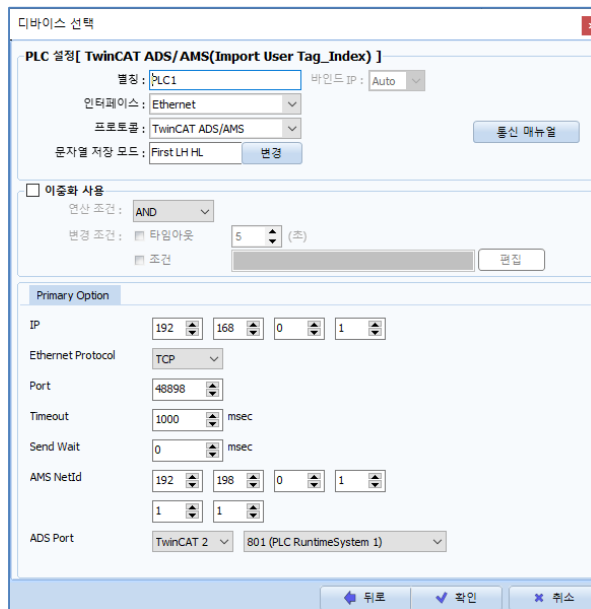 디바이스 선택
PLC 설정[ TwinCAT ADS/AMS(Import User Tag_Index) ]
별칭 : PLC1 바인드 IP : Auto
인터페이스 : Ethernet
프로토콜 : TwinCAT ADS/AMS 통신 매뉴얼
문자열 저장 모드 : First LH HL 변경
이중화 사용
연산 조건 : AND
변경 조건 : 타임아웃 5 (초)
조건 편집
Primary Option
IP 192 168 0 1
Ethernet Protocol TCP
Port 48898
Timeout 1000 msec
Send Wait 0 msec
AMS NetId 192 198 0 1
1 1
ADS Port TwinCAT 2 801 (PLC RuntimeSystem 1)
뒤로 확인 취소